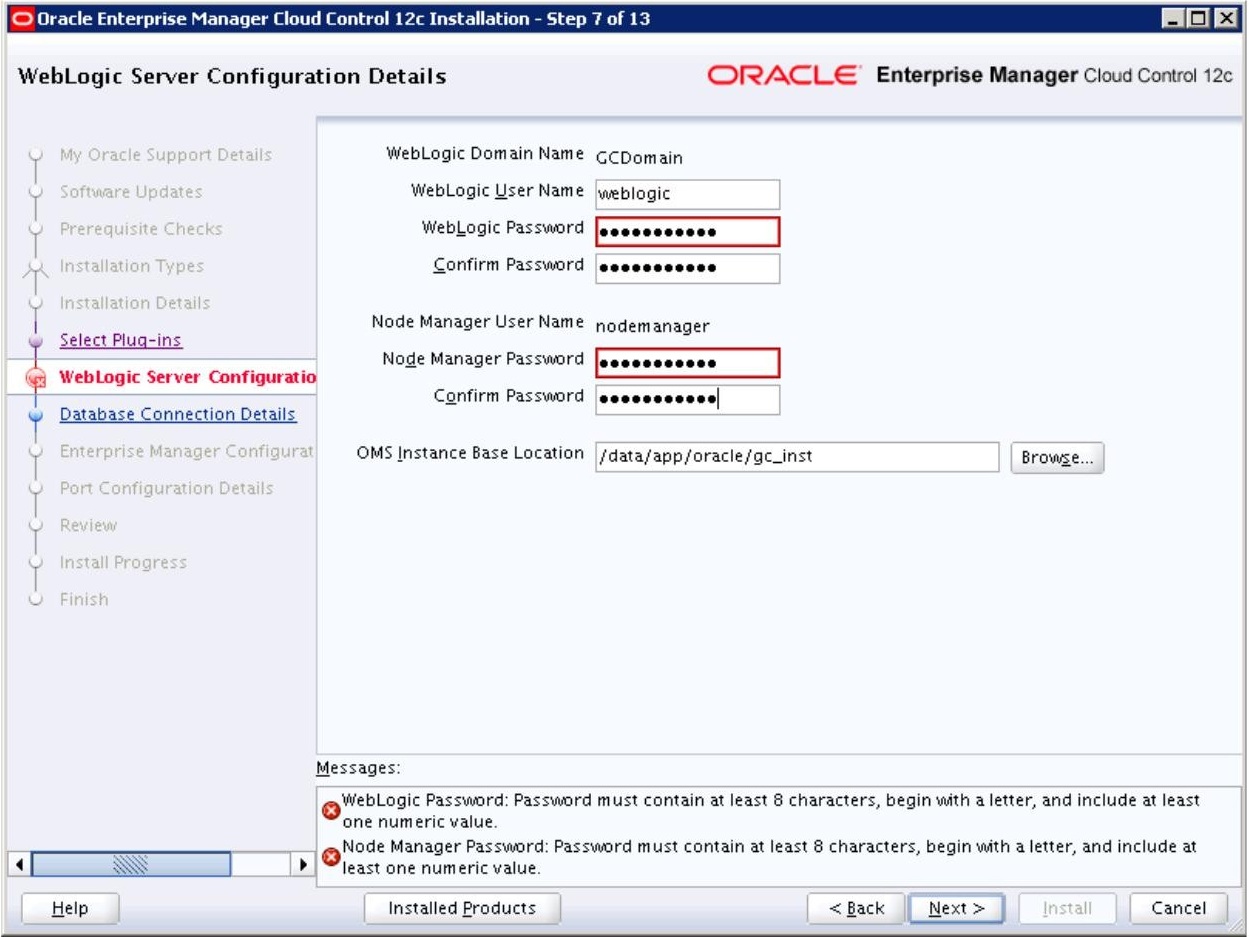 Oracle Enterprise Manager Cloud Control 12c Installation - Step 7 of 13
WebLogic Server Configuration Details
ORACLE Enterprise Manager Cloud Control 12c
My Oracle Support Details
Software Updates
Prerequisite Checks
Installation Types
Installation Details
Select Plug-ins
WebLogic Server Configuratio
Database Connection Details
Enterprise Manager Configurat
Port Configuration Details
Review
Install Progress
Finish
WebLogic Domain Name GCDomain
WebLogic User Name weblogic
WebLogic Password ●●●●●●●●●●●
Confirm Password ●●●●●●●●●●●
Node Manager User Name nodemanager
Node Manager Password ●●●●●●●●●●●
Confirm Password ●●●●●●●●●●●
OMS Instance Base Location /data/app/oracle/gc_inst Browse...
Messages:
WebLogic Password: Password must contain at least 8 characters, begin with a letter, and include at least
one numeric value.
Node Manager Password: Password must contain at least 8 characters, begin with a letter, and include at
least one numeric value.
Help Installed Products < Back Next > Install Cancel